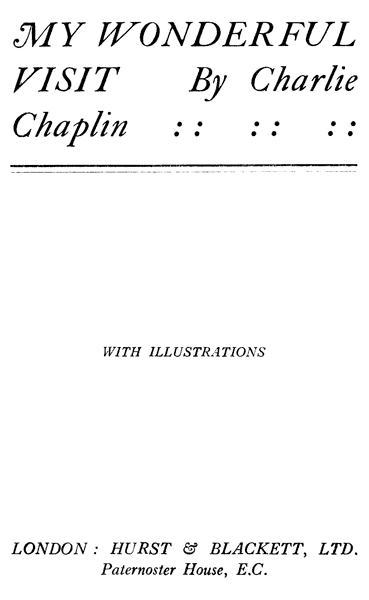 MY WONDERFUL
VISIT By Charlie
Chaplin : : : : : :
WITH ILLUSTRATIONS
LONDON : HURST & BLACKETT, LTD.
Paternoster House, E.C.